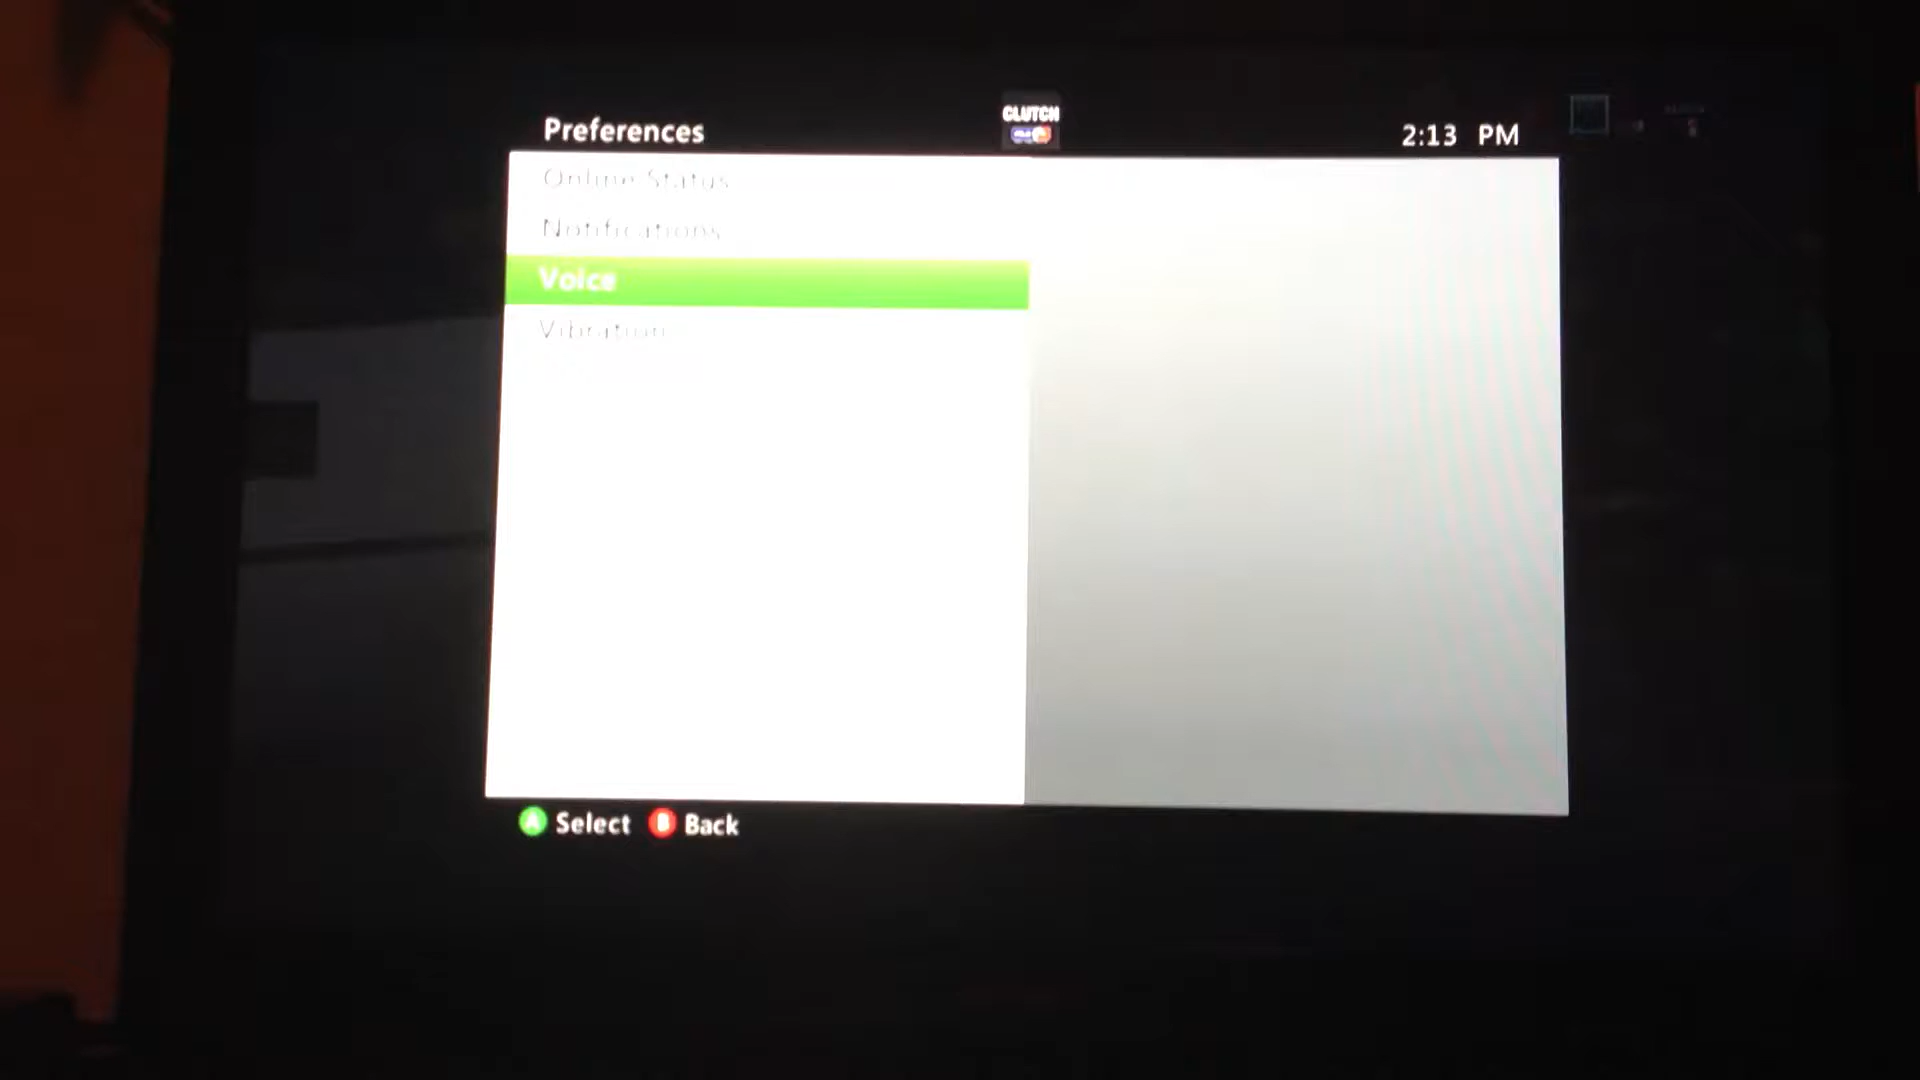 Preferences
CLUTCH
2:13 PM
Online Status
Notifications
Voice
Vibration
A Select B Back